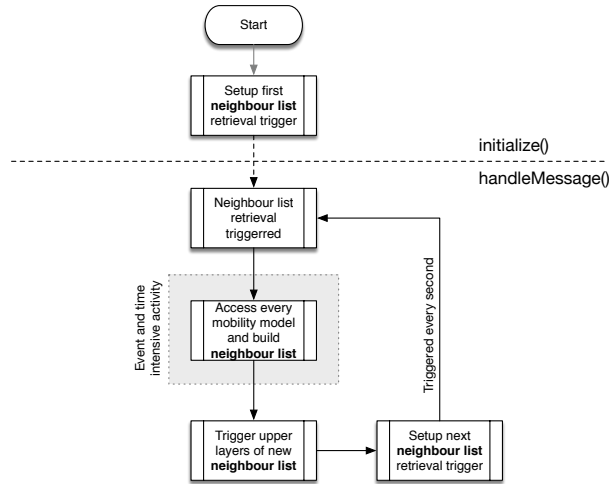 Start
Setup first
neighbour list
retrieval trigger
initialize()
handleMessage()
Neighbour list
retrieval
triggerred
Event and time
intensive activity
Access every
mobility model
and build
neighbour list
Triggered every second
Trigger upper
layers of new
neighbour list
Setup next
neighbour list
retrieval trigger